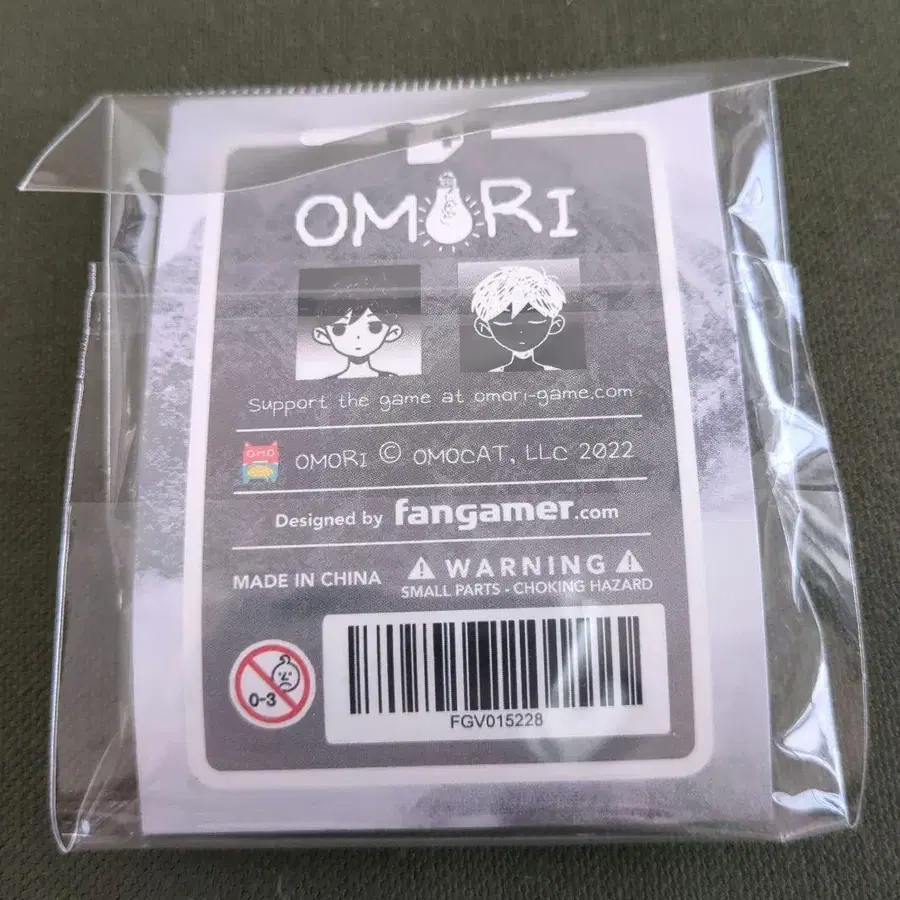 OMORI
Support the game at omori-game.com
OMO
OMORI © OMOCAT, LLC 2022
Designed by fangamer.com
MADE IN CHINA
WARNING
SMALL PARTS - CHOKING HAZARD
0-3
FGV015228